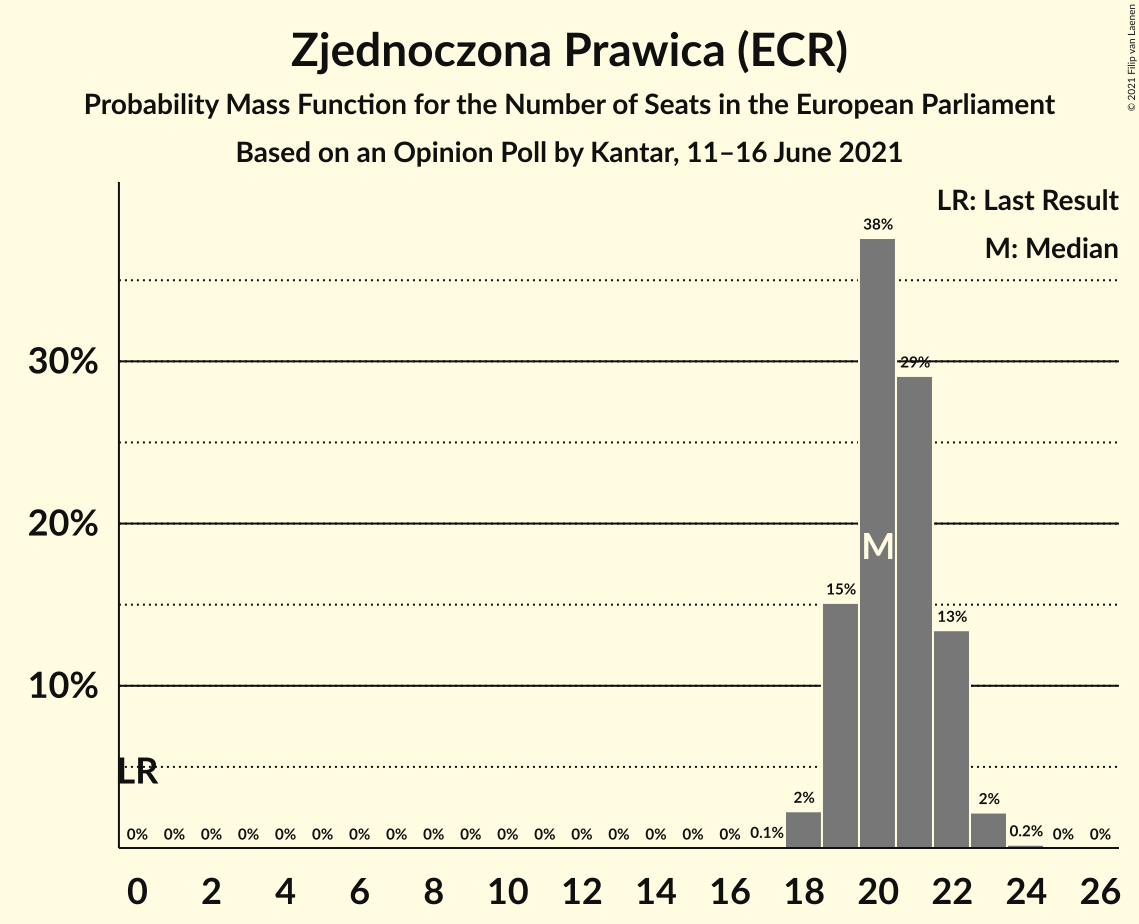 Zjednoczona Prawica (ECR)
Probability Mass Function for the Number of Seats in the European Parliament
Based on an Opinion Poll by Kantar, 11–16 June 2021
© 2021 Filip van Laenen
LR: Last Result
M: Median
30%
20%
10%
LR
M
0% 0% 0% 0% 0% 0% 0% 0% 0% 0% 0% 0% 0% 0% 0% 0% 0% 0.1% 2% 15% 38% 29% 13% 2% 0.2% 0% 0%
0 2 4 6 8 10 12 14 16 18 20 22 24 26